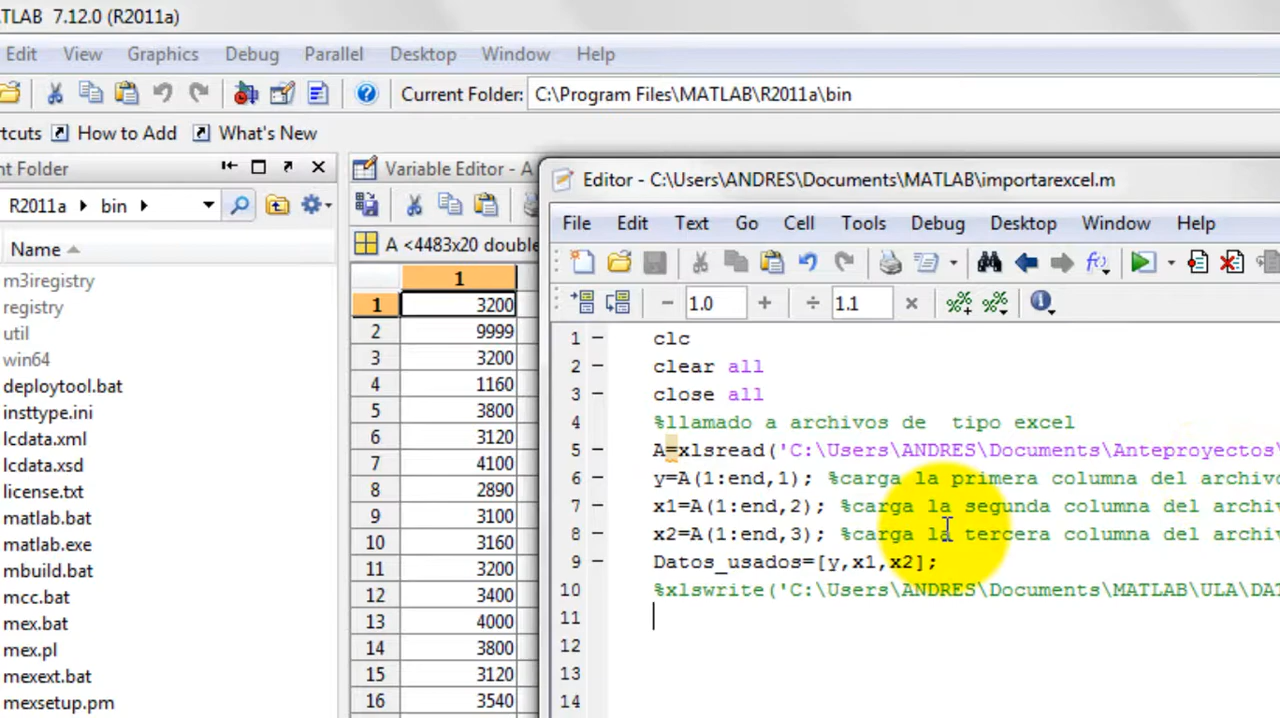 TLAB 7.12.0 (R2011a)
Edit View Graphics Debug Parallel Desktop Window Help
Current Folder: C:\Program Files\MATLAB\R2011a\bin
rtcuts How to Add What's New
nt Folder
R2011a bin
Name
m3iregistry
registry
util
win64
deploytool.bat
insttype.ini
lcdata.xml
lcdata.xsd
license.txt
matlab.bat
matlab.exe
mbuild.bat
mcc.bat
mex.bat
mex.pl
mexext.bat
mexsetup.pm
Variable Editor - A
A <4483x20 double
1
1 3200
2 9999
3 3200
4 1160
5 3800
6 3120
7 4100
8 2890
9 3100
10 3160
11 3200
12 3400
13 4000
14 3800
15 3120
16 3540
Editor - C:\Users\ANDRES\Documents\MATLAB\importarexcel.m
File Edit Text Go Cell Tools Debug Desktop Window Help
− 1.0 + ÷ 1.1 ×
1 − clc
2 − clear all
3 − close all
4 %llamado a archivos de tipo excel
5 − A=xlsread('C:\Users\ANDRES\Documents\Anteproyectos\
6 − y=A(1:end,1); %carga la primera columna del archivo
7 − x1=A(1:end,2); %carga la segunda columna del archiv
8 − x2=A(1:end,3); %carga la tercera columna del archiv
9 − Datos_usados=[y,x1,x2];
10 %xlswrite('C:\Users\ANDRES\Documents\MATLAB\ULA\DAT
11
12
13
14